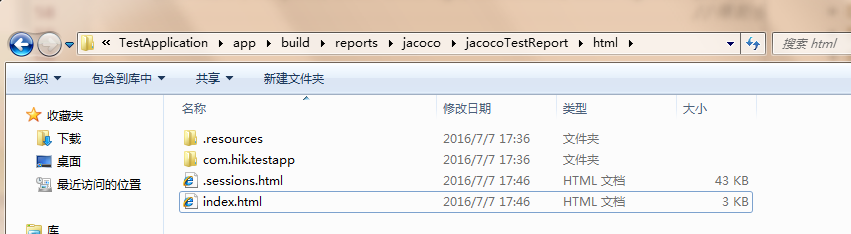 « TestApplication ▸ app ▸ build ▸ reports ▸ jacoco ▸ jacocoTestReport ▸ html ▸
搜索 html
组织 包含到库中 共享 新建文件夹
收藏夹
下载
桌面
最近访问的位置
库
名称 修改日期 类型 大小
.resources 2016/7/7 17:36 文件夹
com.hik.testapp 2016/7/7 17:36 文件夹
.sessions.html 2016/7/7 17:46 HTML 文档 43 KB
index.html 2016/7/7 17:46 HTML 文档 3 KB